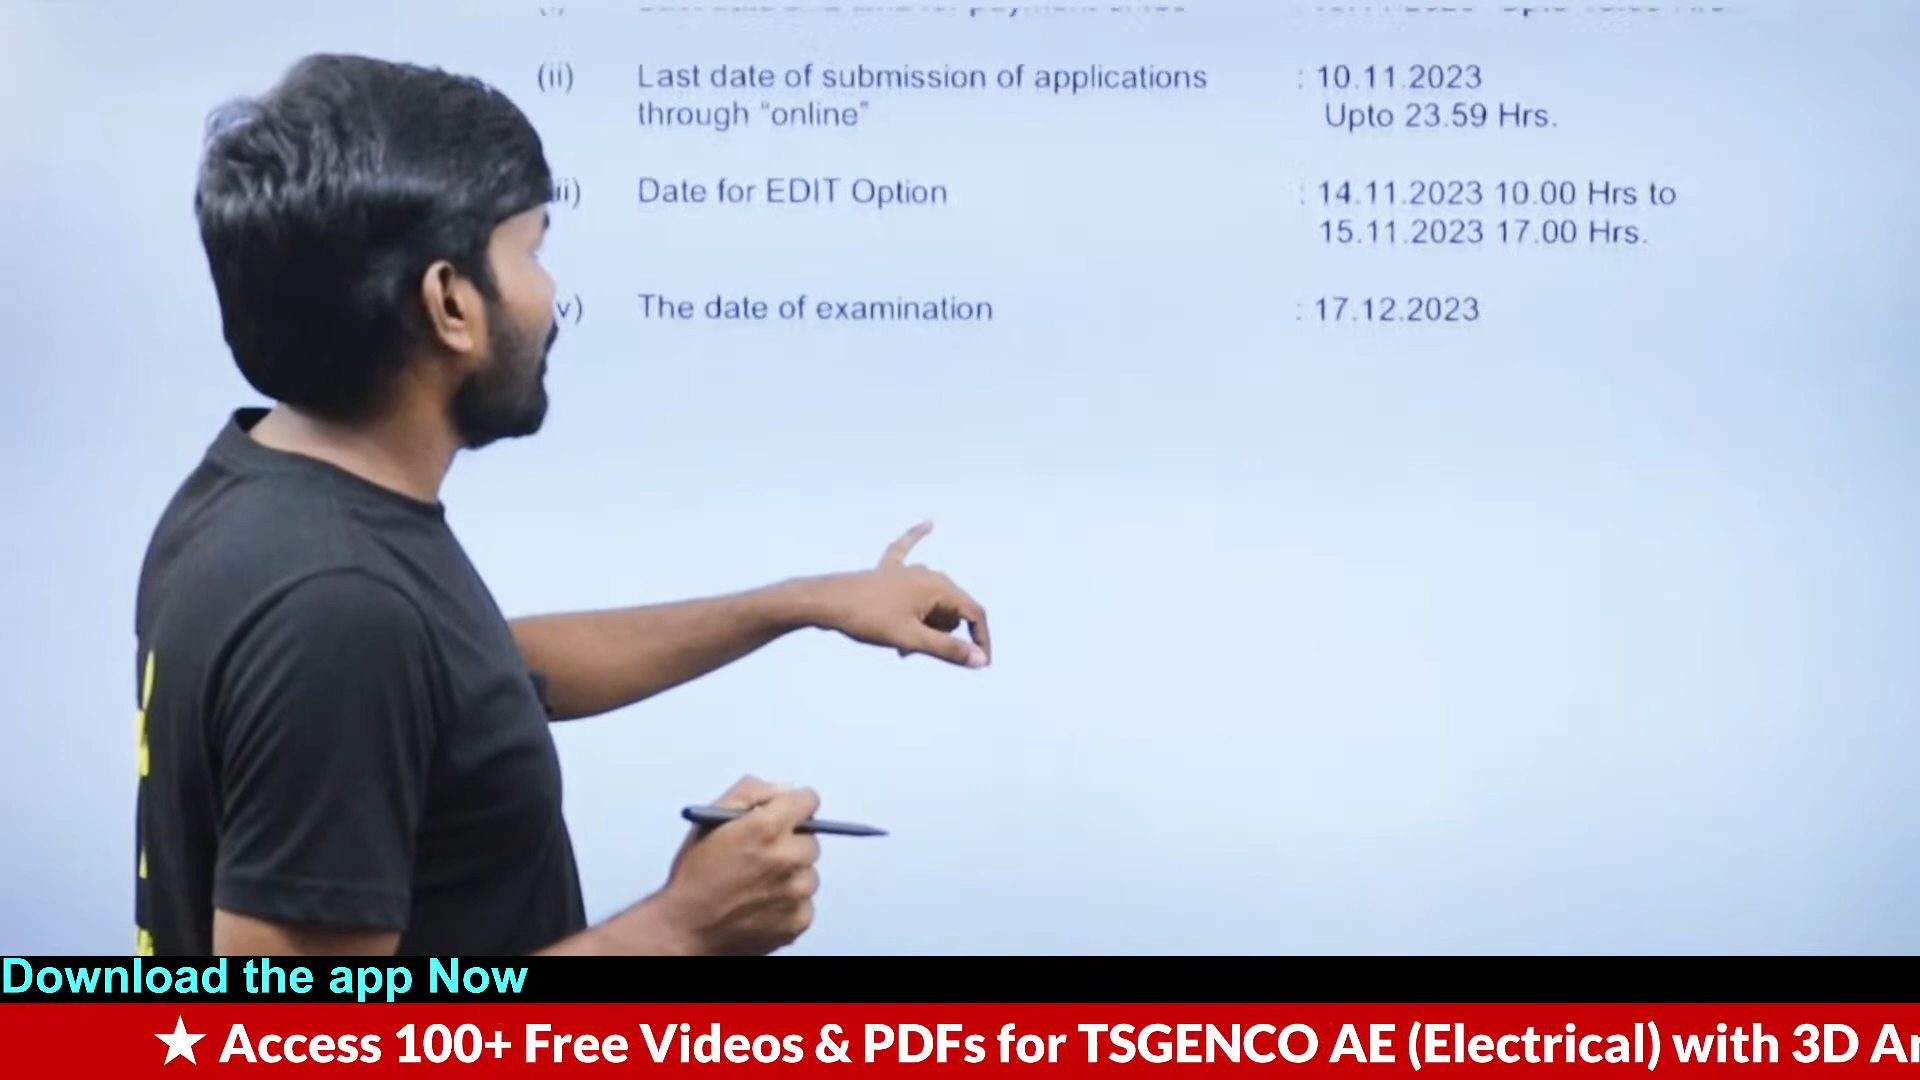 (ii) Last date of submission of applications : 10.11.2023
through “online” Upto 23.59 Hrs.
ii) Date for EDIT Option : 14.11.2023 10.00 Hrs to
15.11.2023 17.00 Hrs.
v) The date of examination : 17.12.2023
Download the app Now
★ Access 100+ Free Videos & PDFs for TSGENCO AE (Electrical) with 3D